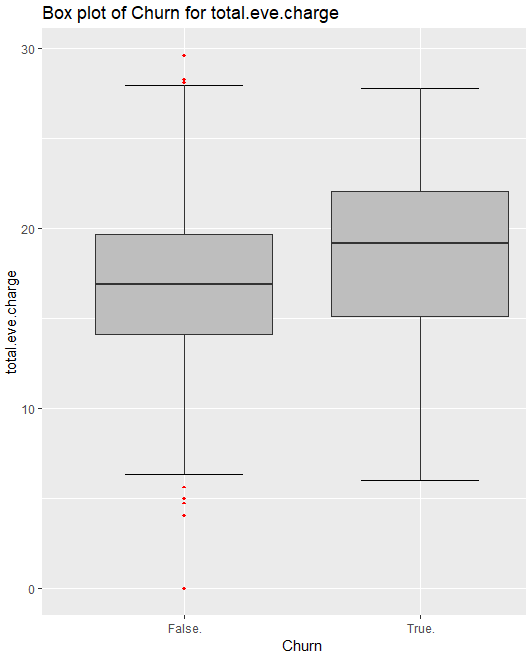 Box plot of Churn for total.eve.charge
30
20
10
0
total.eve.charge
False.
True.
Churn